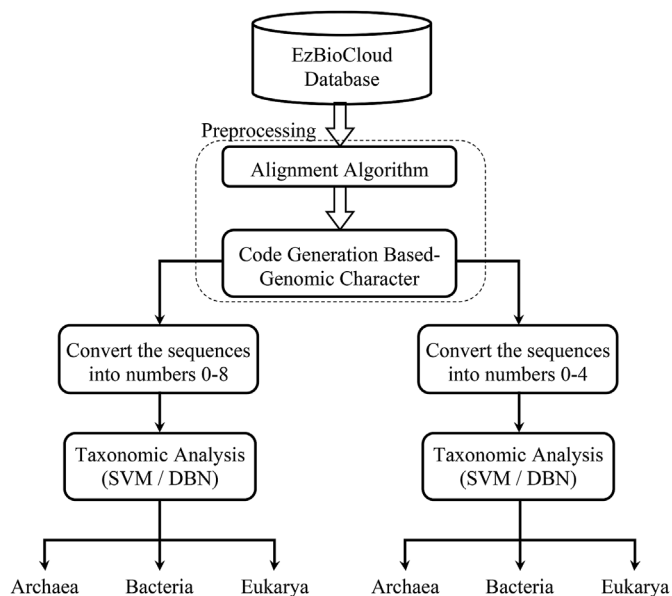 EzBioCloud
Database
Preprocessing
Alignment Algorithm
Code Generation Based-
Genomic Character
Convert the sequences
into numbers 0-8
Convert the sequences
into numbers 0-4
Taxonomic Analysis
(SVM / DBN)
Taxonomic Analysis
(SVM / DBN)
Archaea
Bacteria
Eukarya
Archaea
Bacteria
Eukarya